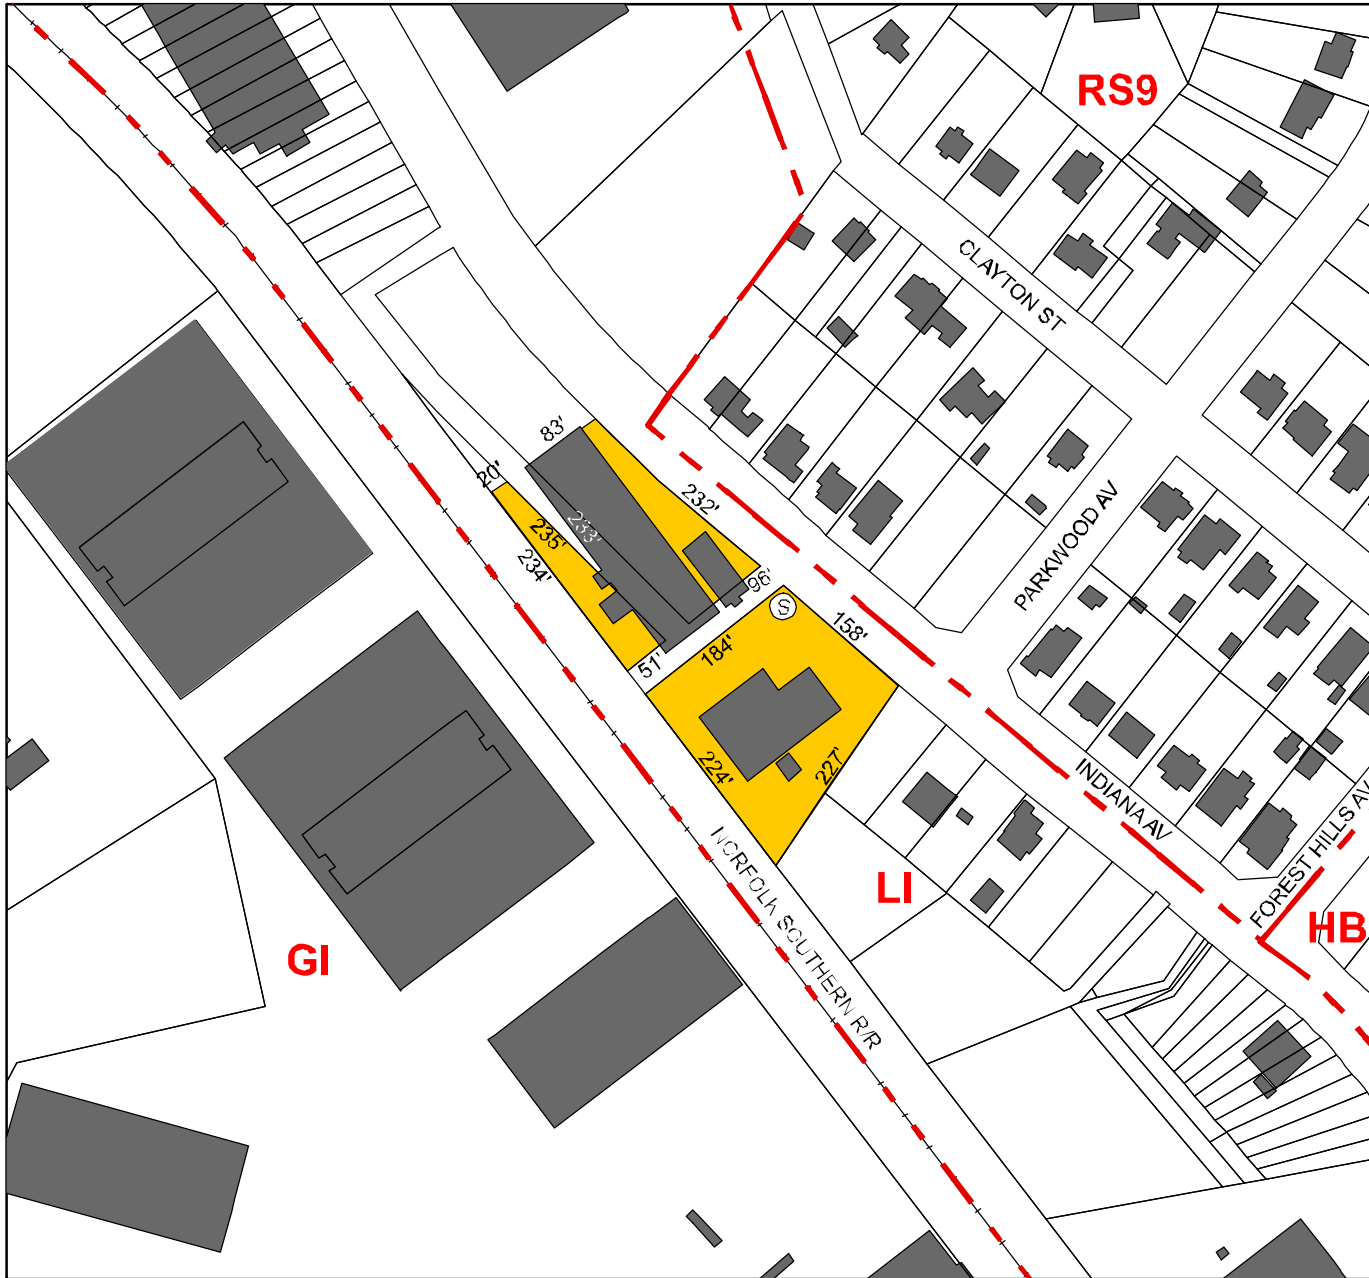 RS9
CLAYTON ST
83'
20'
232'
235'
233'
234'
PARKWOOD AV
96'
S
158'
51'
184'
224'
227'
INDIANA AV
NORFOLK SOUTHERN R/R
LI
FOREST HILLS AV
HB
GI